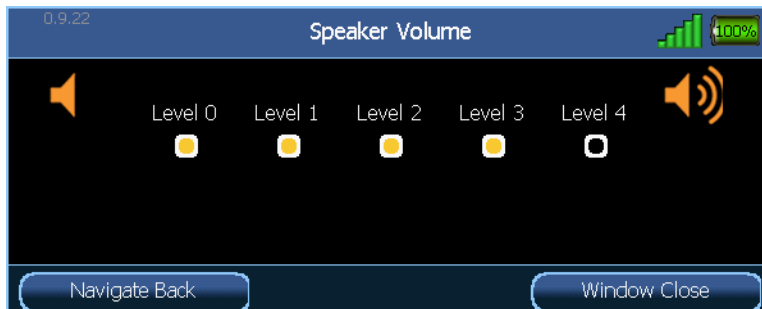 0.9.22
Speaker Volume
100%
Level 0 Level 1 Level 2 Level 3 Level 4
Navigate Back
Window Close